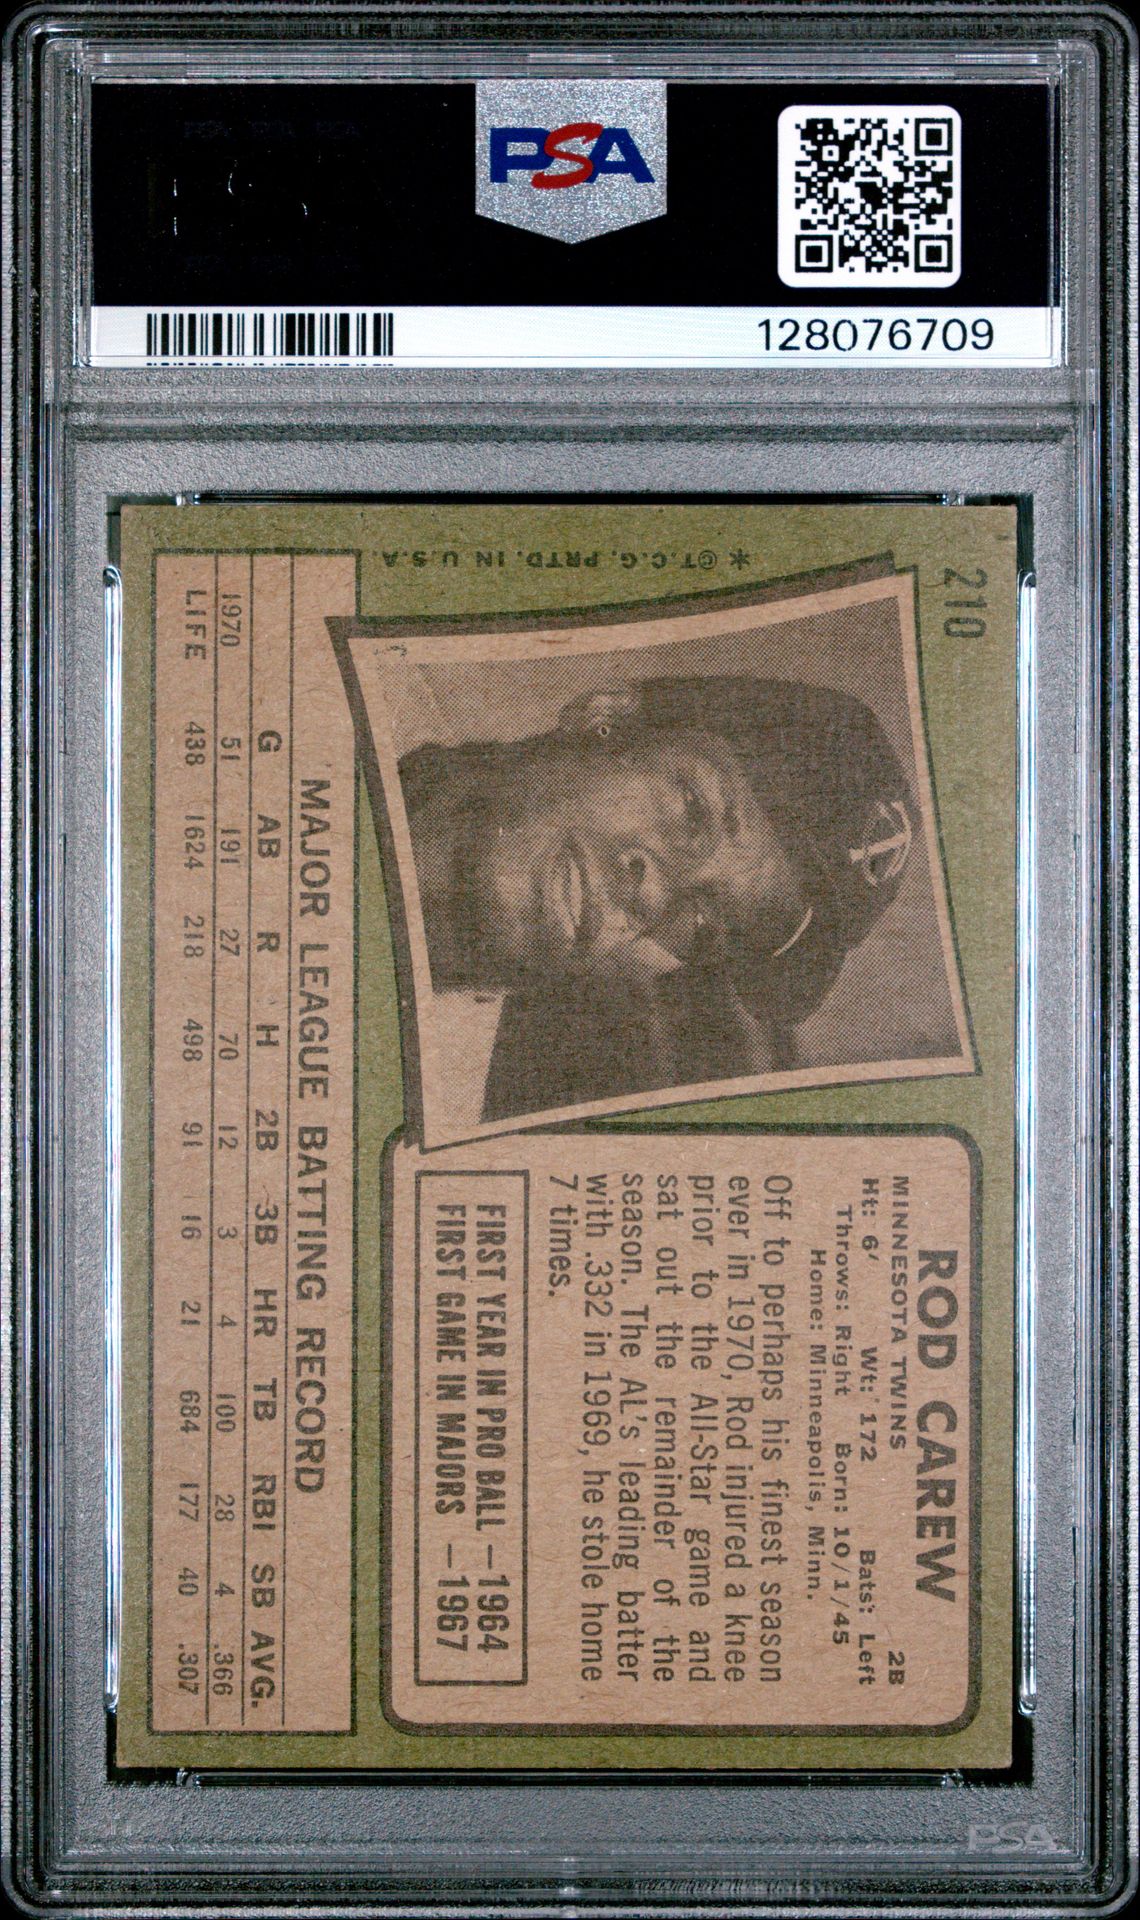 PSA
128076709
210
*©T.C.G. PRTD. IN U.S.A.
ROD CAREW
MINNESOTA TWINS 2B
Ht: 6' Wt: 172 Bats: Left
Throws: Right Born: 10/1/45
Home: Minneapolis, Minn.
Off to perhaps his finest season
ever in 1970, Rod injured a knee
prior to the All-Star game and
sat out the remainder of the
season. The AL's leading batter
with .332 in 1969, he stole home
7 times.
FIRST YEAR IN PRO BALL —1964
FIRST GAME IN MAJORS —1967
MAJOR LEAGUE BATTING RECORD
G AB R H 2B 3B HR TB RBI SB AVG.
1970 51 191 27 70 12 3 4 100 28 4 .366
LIFE 438 1624 218 498 91 16 21 684 177 40 .307
PSA